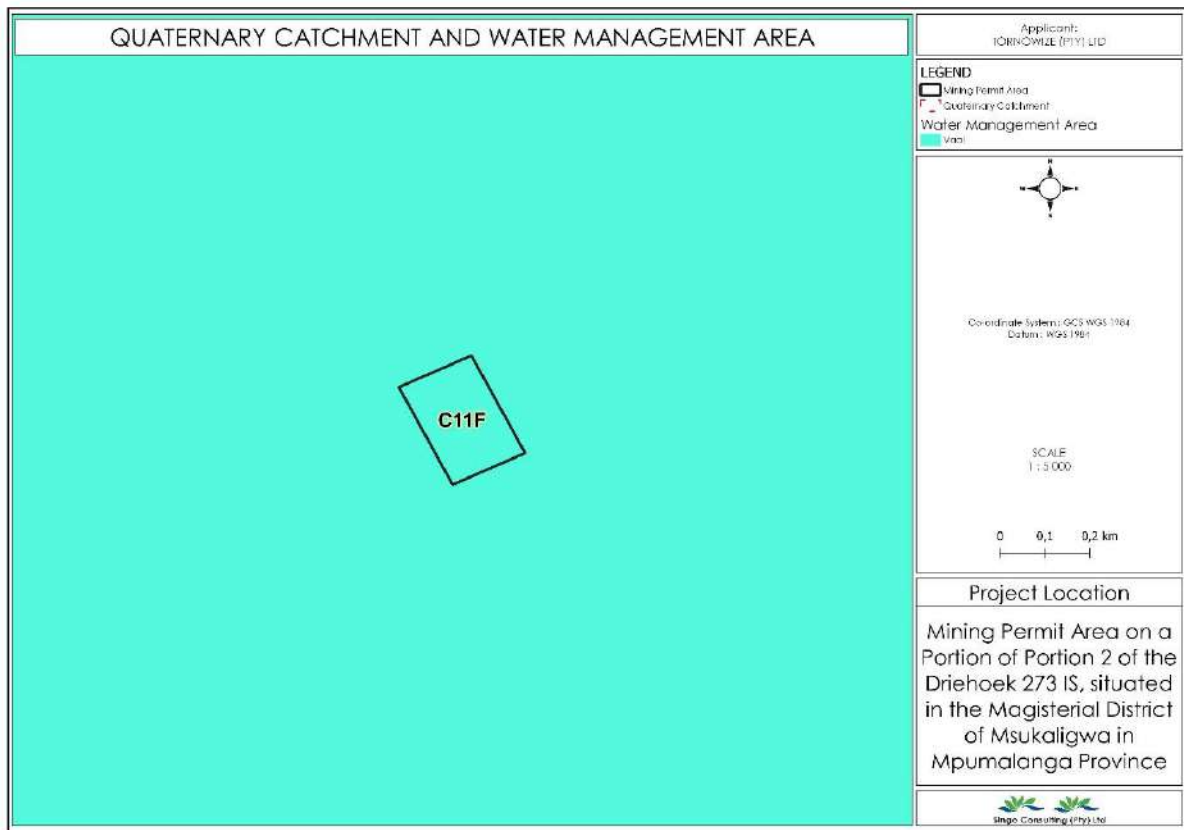 QUATERNARY CATCHMENT AND WATER MANAGEMENT AREA
C11F
Applicant:
TORNOWIZE (PTY) LTD
LEGEND
Mining Permit Area
Quaternary Catchment
Water Management Area
Vaal
N
W
E
S
Co-ordinate System: GCS WGS 1984
Datum: WGS 1984
SCALE
1 : 5 000
0 0,1 0,2 km
Project Location
Mining Permit Area on a
Portion of Portion 2 of the
Driehoek 273 IS, situated
in the Magisterial District
of Msukaligwa in
Mpumalanga Province
Singo Consulting (Pty) Ltd